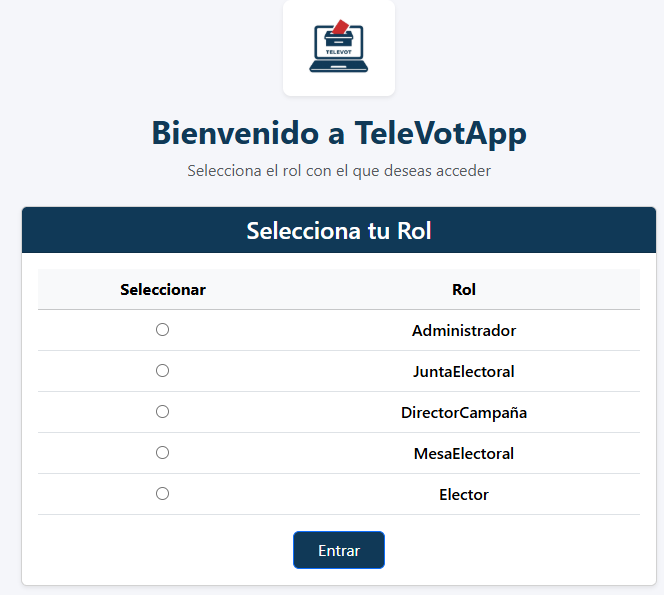 TELEVOT
Bienvenido a TeleVotApp
Selecciona el rol con el que deseas acceder
Selecciona tu Rol
Seleccionar Rol
Administrador
JuntaElectoral
DirectorCampaña
MesaElectoral
Elector
Entrar